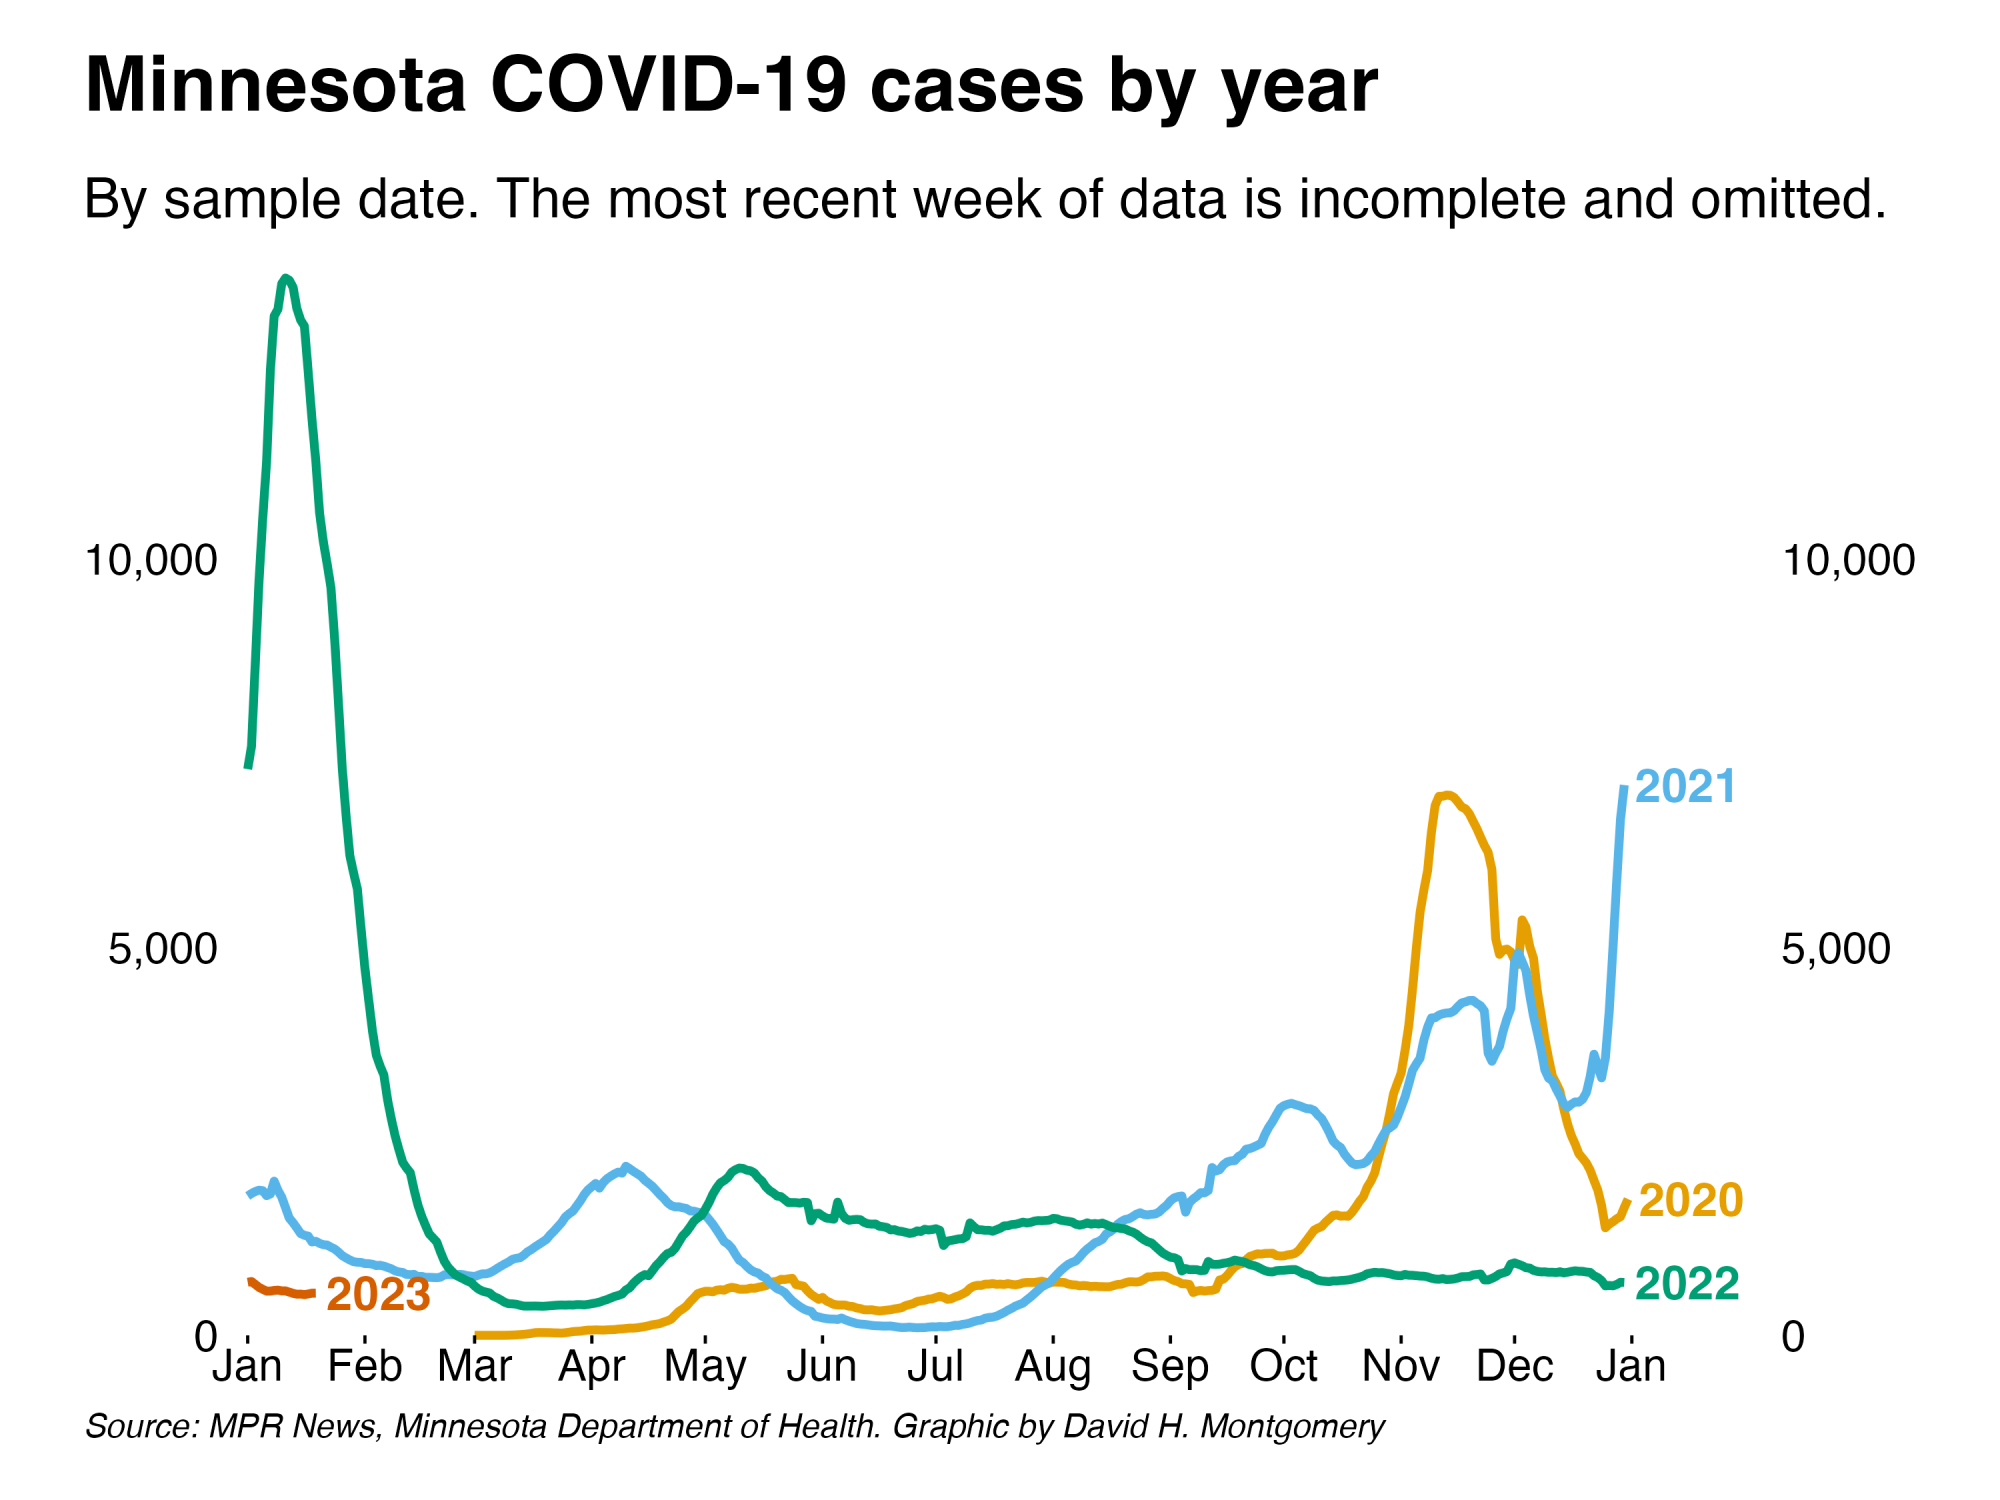 Minnesota COVID-19 cases by year
By sample date. The most recent week of data is incomplete and omitted.
10,000
10,000
2021
5,000
5,000
2020
2023
2022
0
0
Jan Feb Mar Apr May Jun Jul Aug Sep Oct Nov Dec Jan
Source: MPR News, Minnesota Department of Health. Graphic by David H. Montgomery